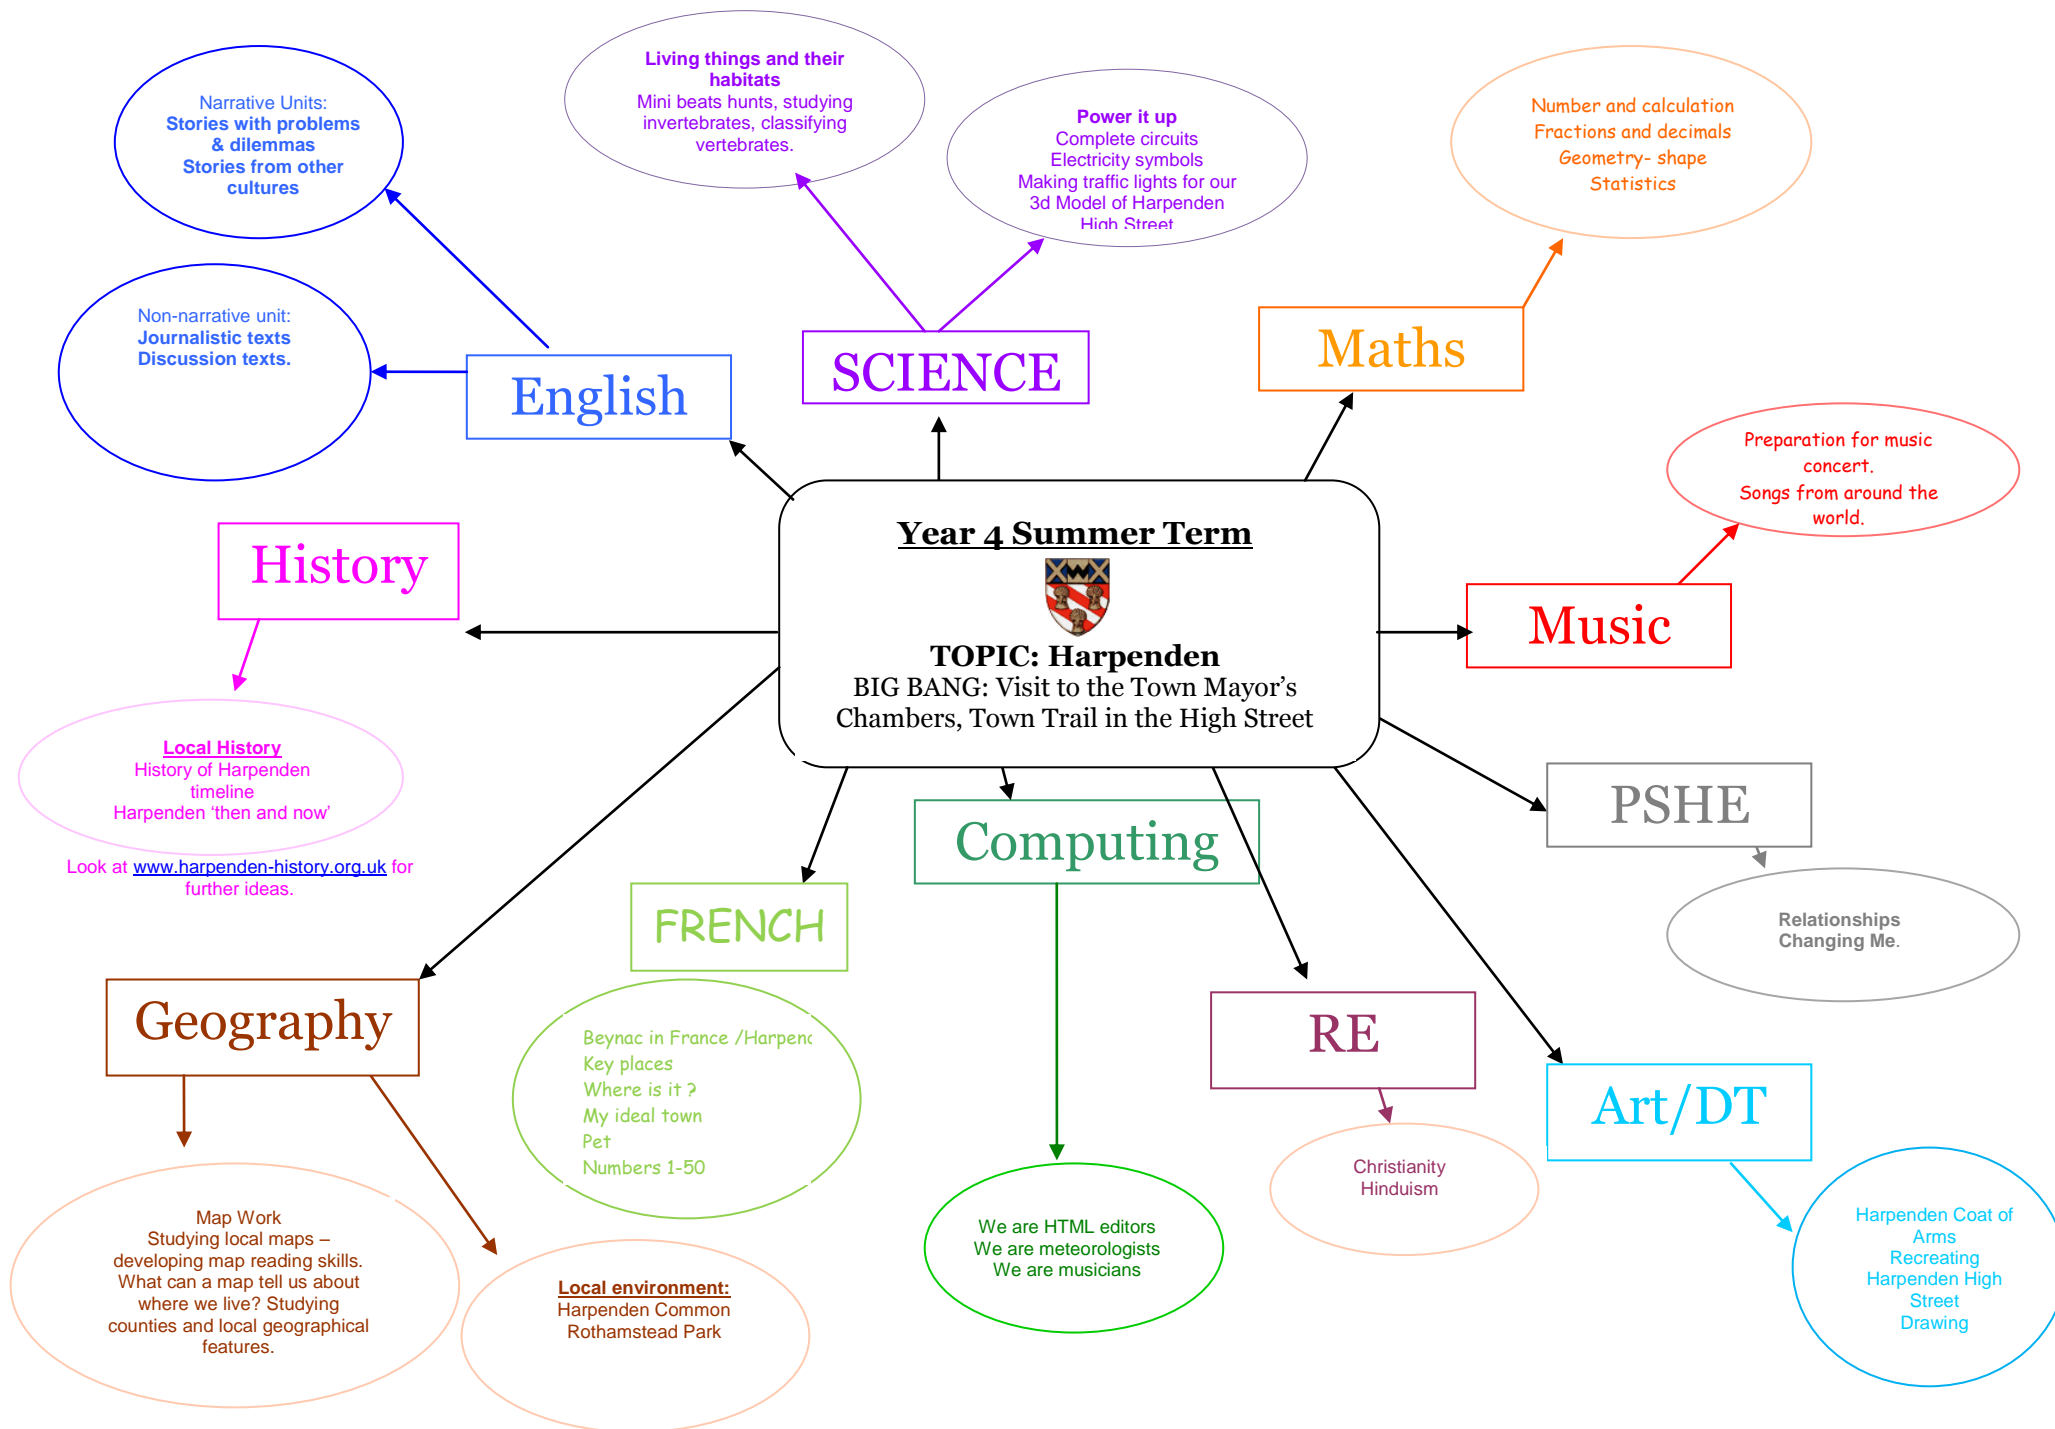 Living things and their
habitats
Mini beats hunts, studying
invertebrates, classifying
vertebrates.
Narrative Units:
Stories with problems
& dilemmas
Stories from other
cultures
Power it up
Complete circuits
Electricity symbols
Making traffic lights for our
3d Model of Harpenden
High Street
Number and calculation
Fractions and decimals
Geometry- shape
Statistics
Non-narrative unit:
Journalistic texts
Discussion texts.
English
SCIENCE
Maths
Preparation for music
concert.
Songs from around the
world.
History
Year 4 Summer Term
TOPIC: Harpenden
BIG BANG: Visit to the Town Mayor’s
Chambers, Town Trail in the High Street
Music
Local History
History of Harpenden
timeline
Harpenden ‘then and now’
Look at www.harpenden-history.org.uk for
further ideas.
PSHE
Computing
FRENCH
Relationships
Changing Me.
Geography
RE
Beynac in France /Harpend
Key places
Where is it ?
My ideal town
Pet
Numbers 1-50
Art/DT
Christianity
Hinduism
Map Work
Studying local maps –
developing map reading skills.
What can a map tell us about
where we live? Studying
counties and local geographical
features.
Local environment:
Harpenden Common
Rothamstead Park
We are HTML editors
We are meteorologists
We are musicians
Harpenden Coat of
Arms
Recreating
Harpenden High
Street
Drawing